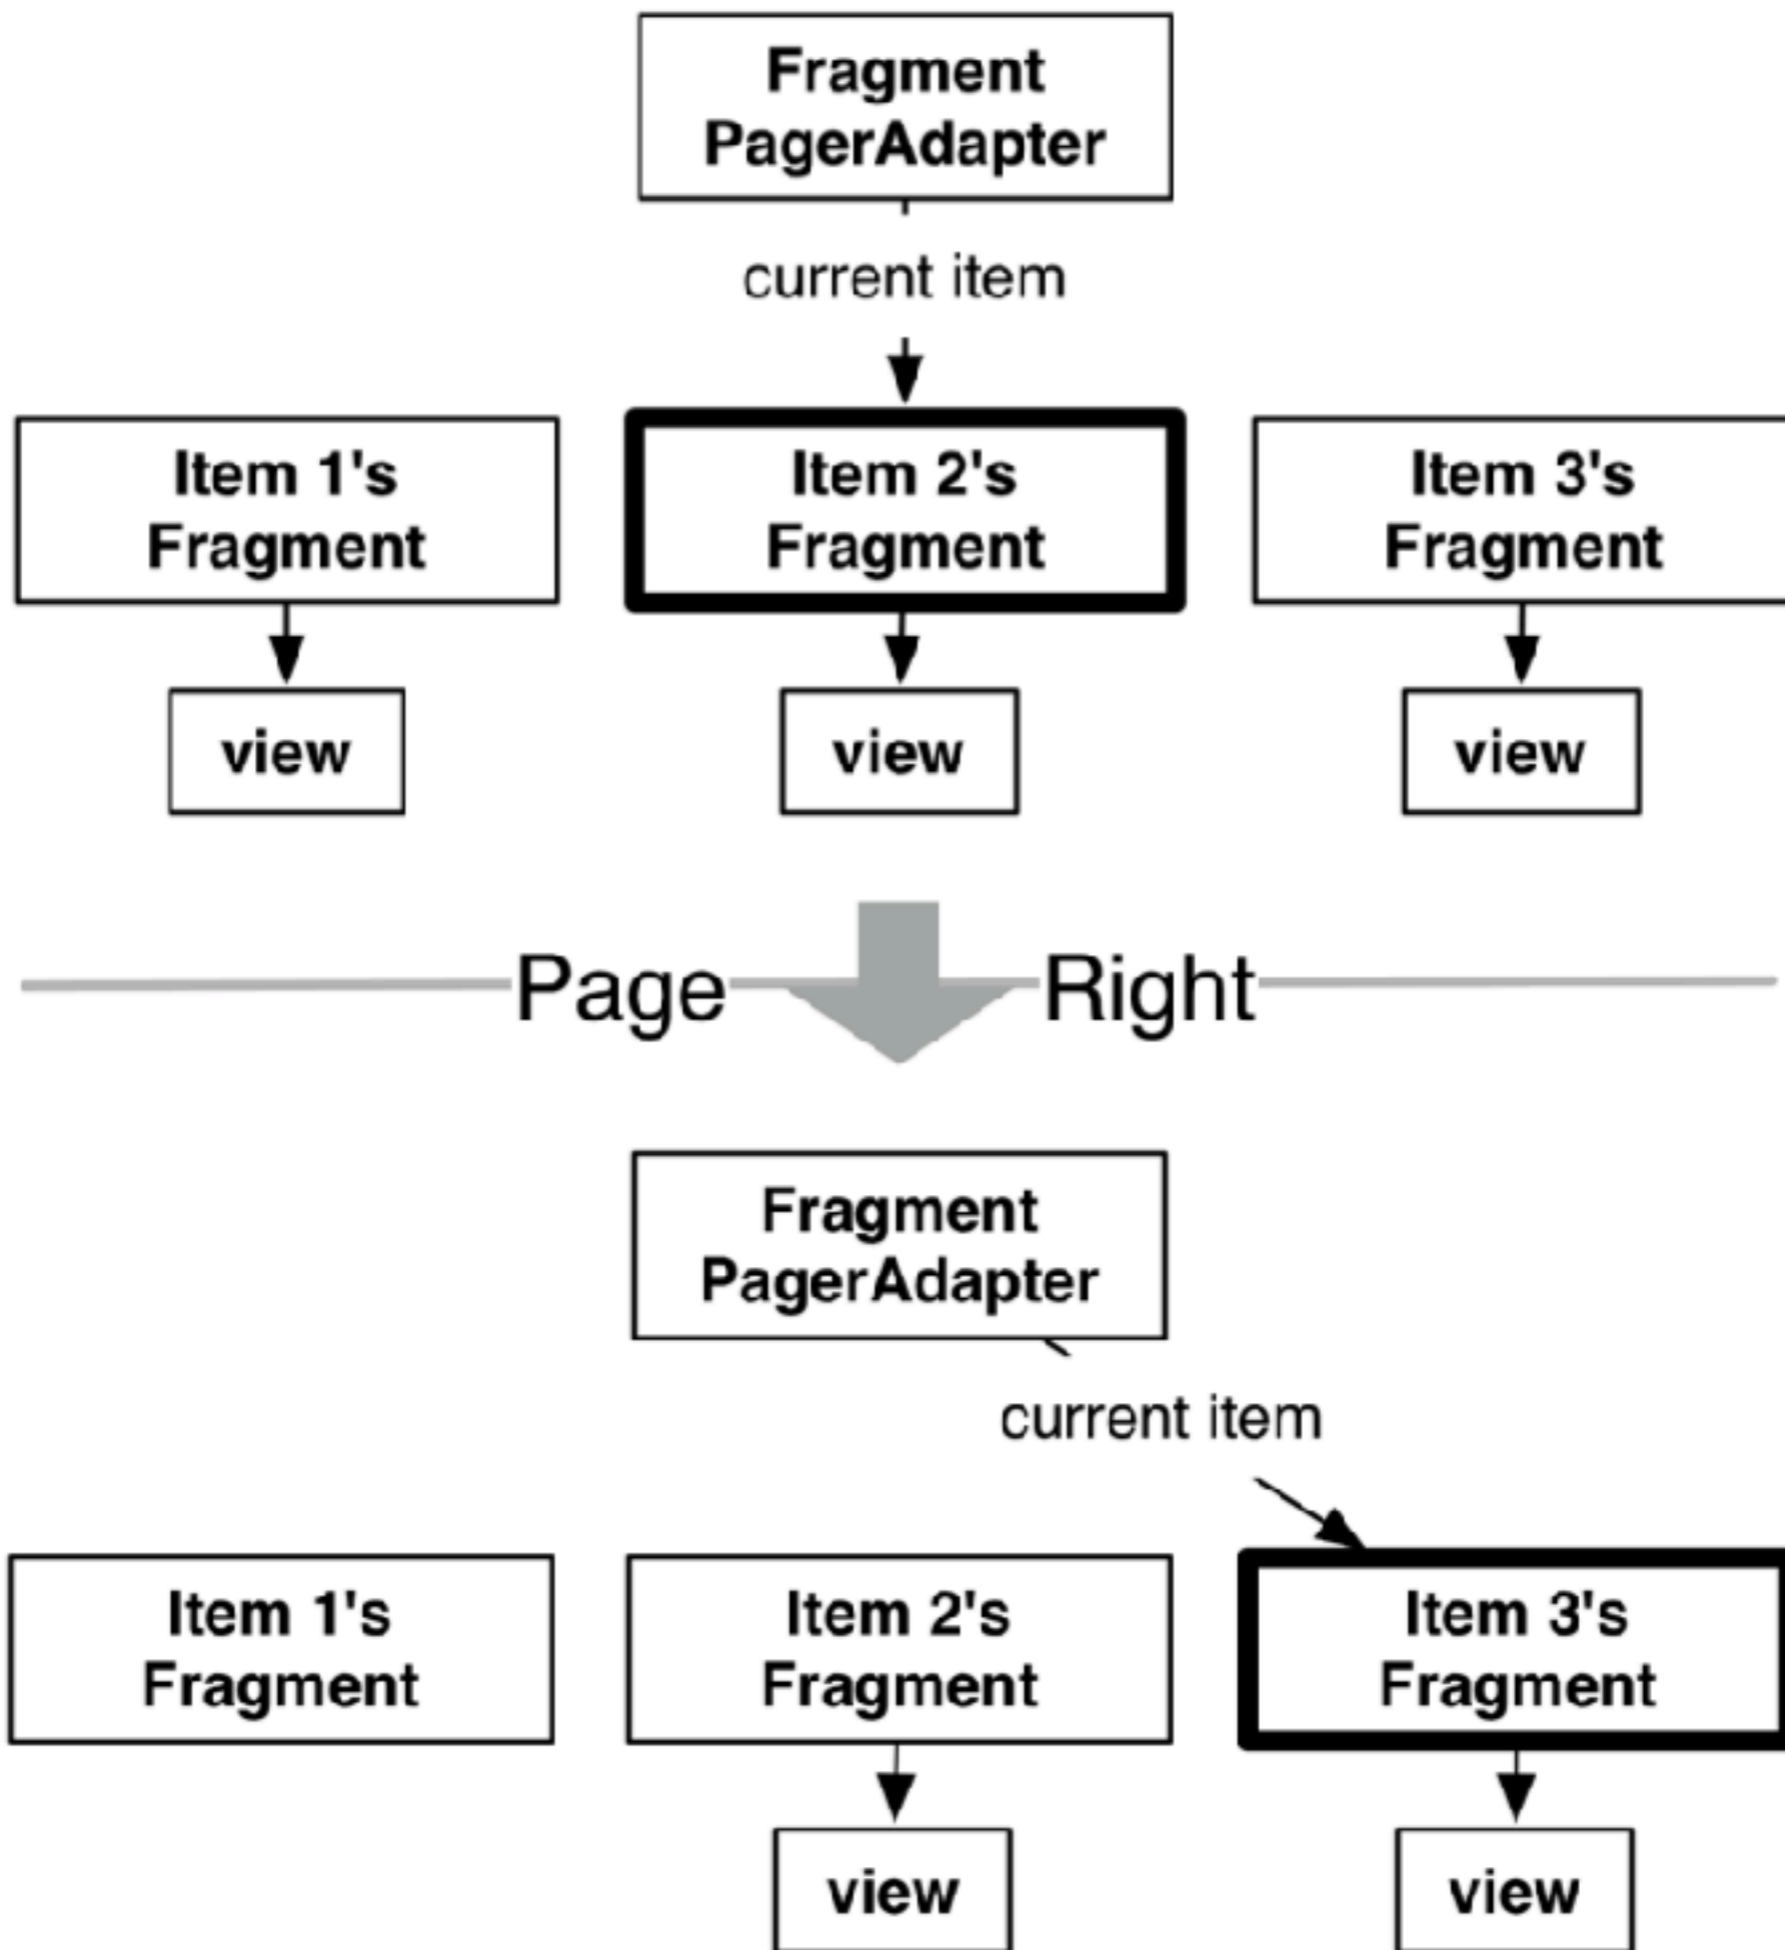 Fragment
PagerAdapter
current item
Item 1's
Fragment
Item 2's
Fragment
Item 3's
Fragment
view
view
view
Page
Right
Fragment
PagerAdapter
current item
Item 1's
Fragment
Item 2's
Fragment
Item 3's
Fragment
view
view